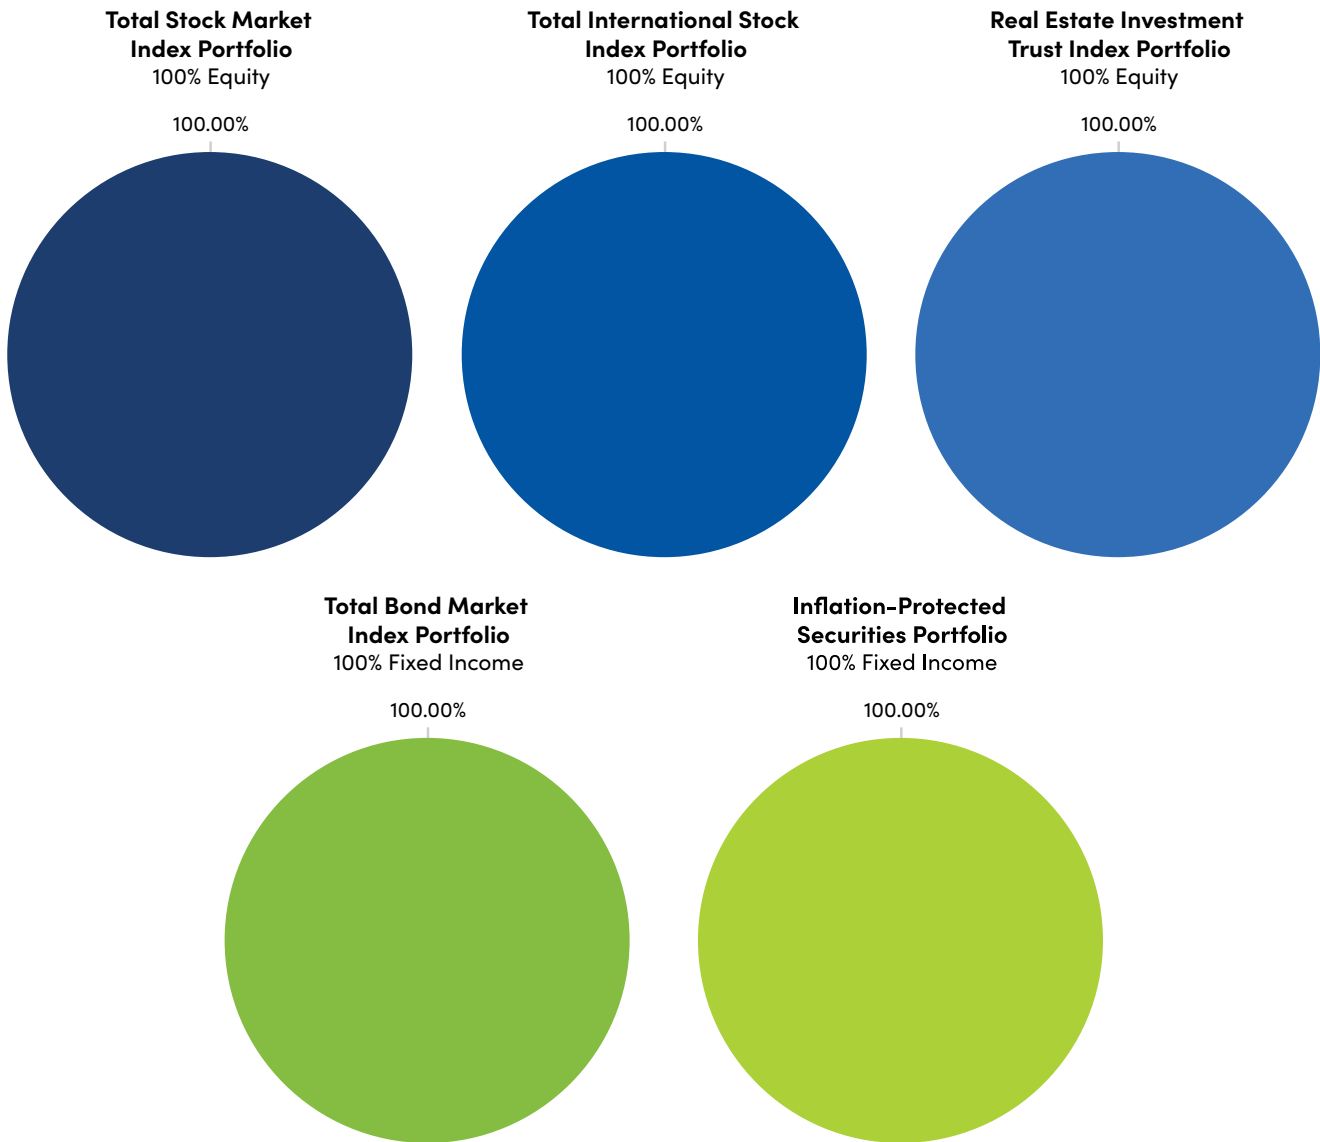 Total Stock Market
Index Portfolio
100% Equity
100.00%
Total International Stock
Index Portfolio
100% Equity
100.00%
Real Estate Investment
Trust Index Portfolio
100% Equity
100.00%
Total Bond Market
Index Portfolio
100% Fixed Income
100.00%
Inflation-Protected
Securities Portfolio
100% Fixed Income
100.00%